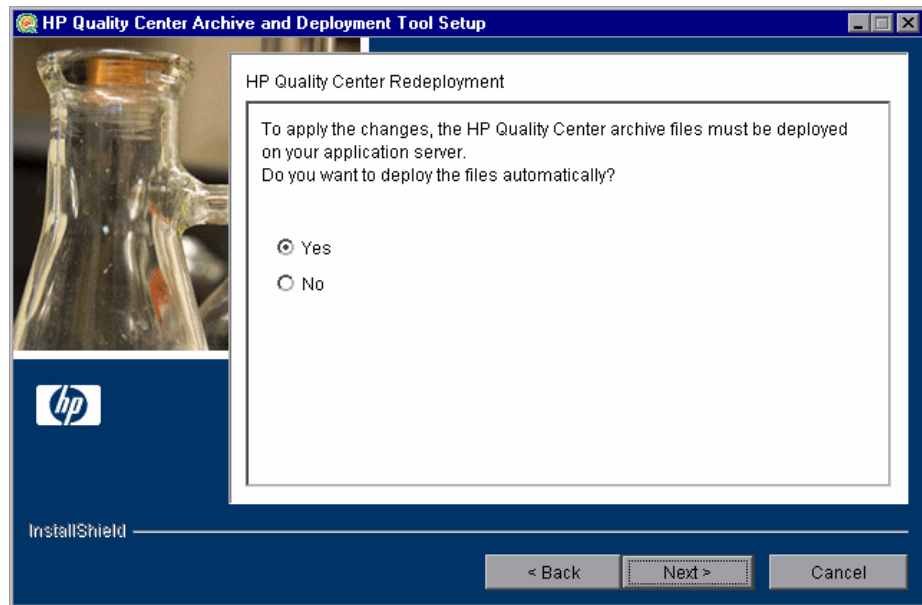 HP Quality Center Archive and Deployment Tool Setup
HP Quality Center Redeployment
To apply the changes, the HP Quality Center archive files must be deployed
on your application server.
Do you want to deploy the files automatically?
Yes
No
hp
InstallShield
< Back
Next >
Cancel